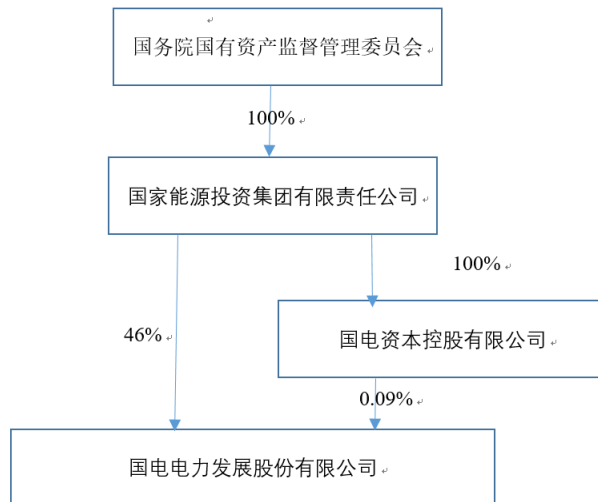 国务院国有资产监督管理委员会
100%
国家能源投资集团有限责任公司
100%
46%
国电资本控股有限公司
0.09%
国电电力发展股份有限公司